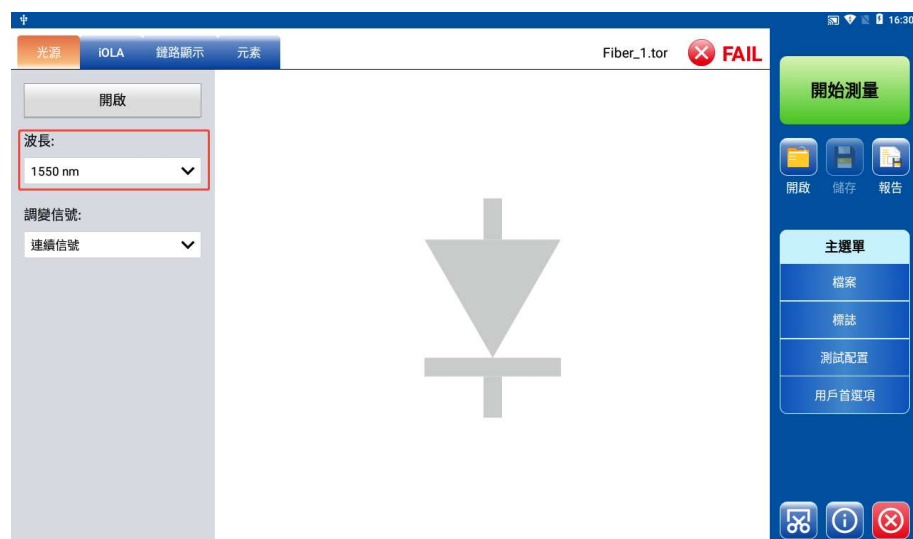 16:30
光源 iOLA 鏈路顯示 元素 Fiber_1.tor FAIL
開啟
波長:
1550 nm
調變信號:
連續信號
開始測量
開啟 儲存 報告
主選單
檔案
標誌
測試配置
用戶首選項